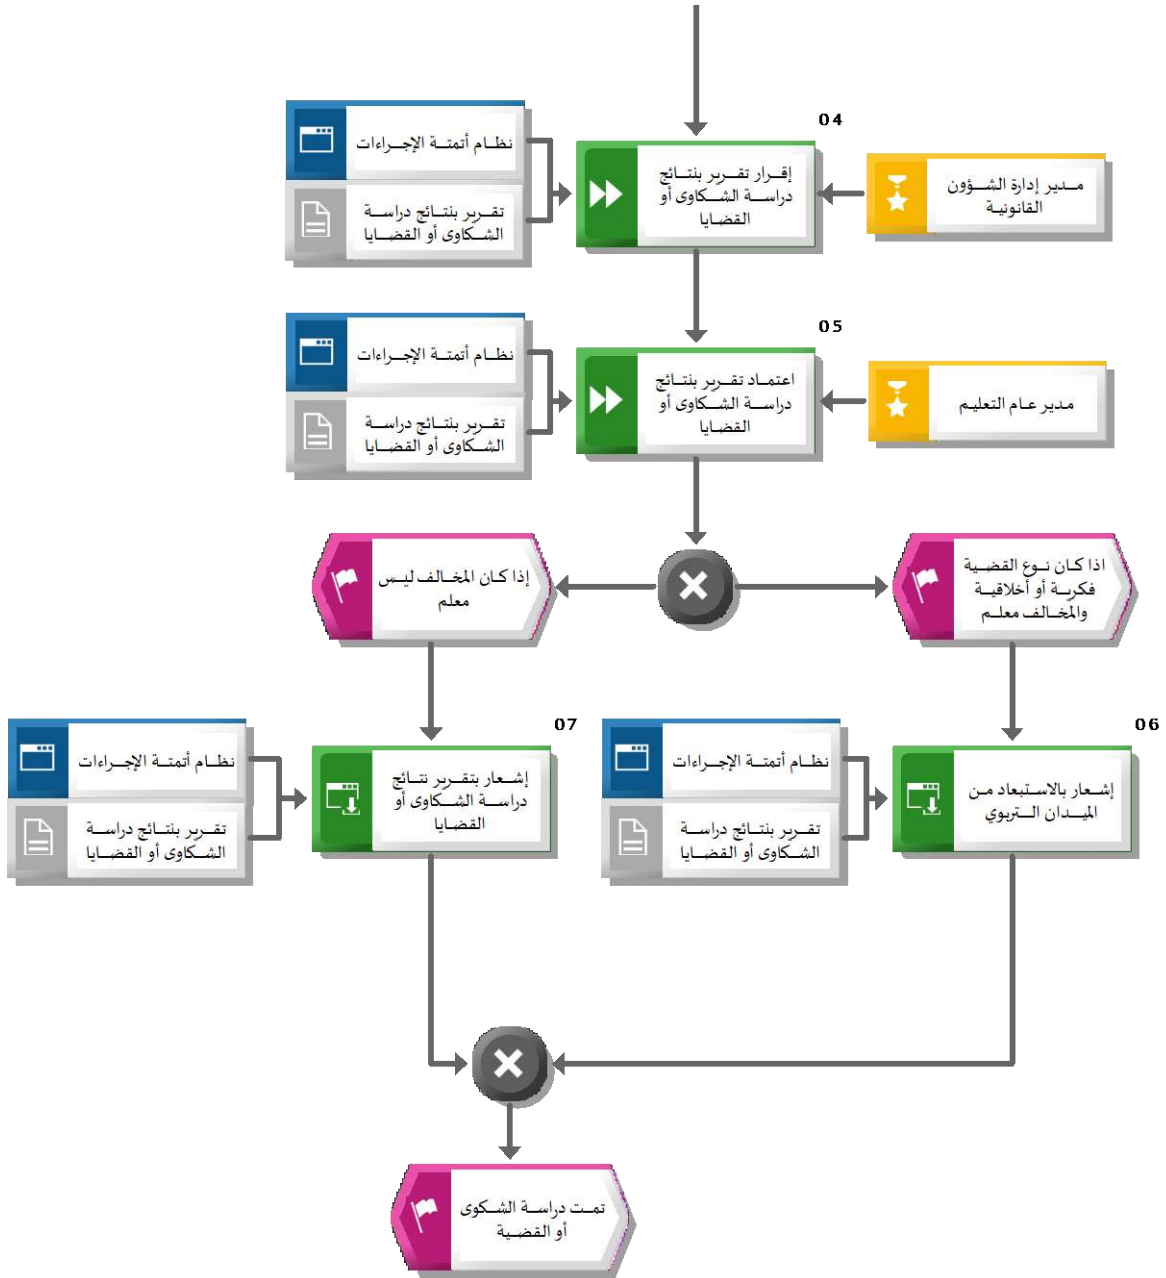 04
نظام أتمتة الإجراءات
إقرار تقرير بنتائج
دراسة الشكاوى أو
القضايا
مدير إدارة الشؤون
القانونية
تقرير بنتائج دراسة
الشكاوى أو القضايا
05
نظام أتمتة الإجراءات
اعتماد تقرير بنتائج
دراسة الشكاوى أو
القضايا
مدير عام التعليم
تقرير بنتائج دراسة
الشكاوى أو القضايا
اذا كان نوع القضية
فكرية أو أخلاقية
والمخالف معلم
إذا كان المخالف ليس
معلم
06
إشعار بالاستبعاد من
الميدان التربوي
نظام أتمتة الإجراءات
تقرير بنتائج دراسة
الشكاوى أو القضايا
07
إشعار بتقرير نتائج
دراسة الشكاوى أو
القضايا
نظام أتمتة الإجراءات
تقرير بنتائج دراسة
الشكاوى أو القضايا
تمت دراسة الشكوى
أو القضية